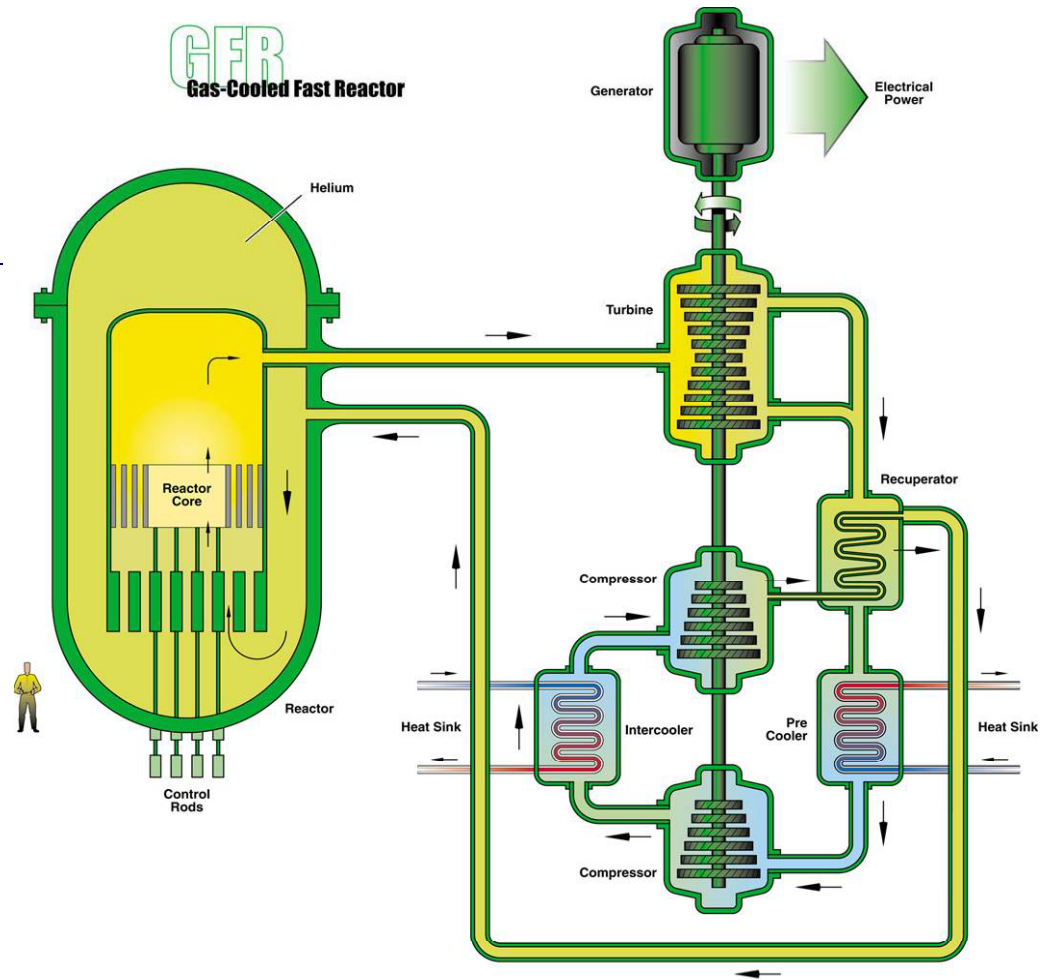 GFR
Gas-Cooled Fast Reactor
Generator
Electrical
Power
Helium
Turbine
Recuperator
Reactor
Core
Compressor
Reactor
Heat Sink
Intercooler
Pre
Cooler
Heat Sink
Control
Rods
Compressor